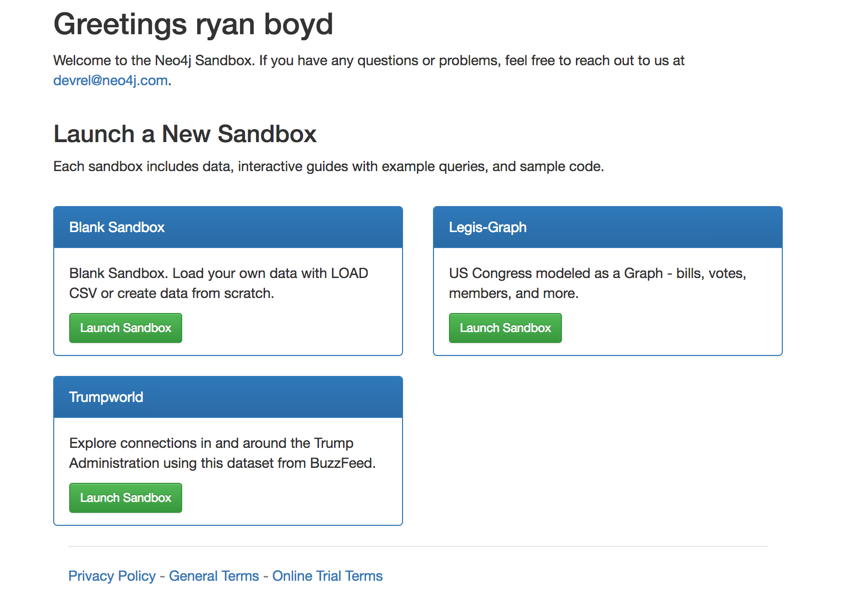 Greetings ryan boyd
Welcome to the Neo4j Sandbox. If you have any questions or problems, feel free to reach out to us at
devrel@neo4j.com.
Launch a New Sandbox
Each sandbox includes data, interactive guides with example queries, and sample code.
Blank Sandbox
Blank Sandbox. Load your own data with LOAD
CSV or create data from scratch.
Launch Sandbox
Legis-Graph
US Congress modeled as a Graph - bills, votes,
members, and more.
Launch Sandbox
Trumpworld
Explore connections in and around the Trump
Administration using this dataset from BuzzFeed.
Launch Sandbox
Privacy Policy - General Terms - Online Trial Terms